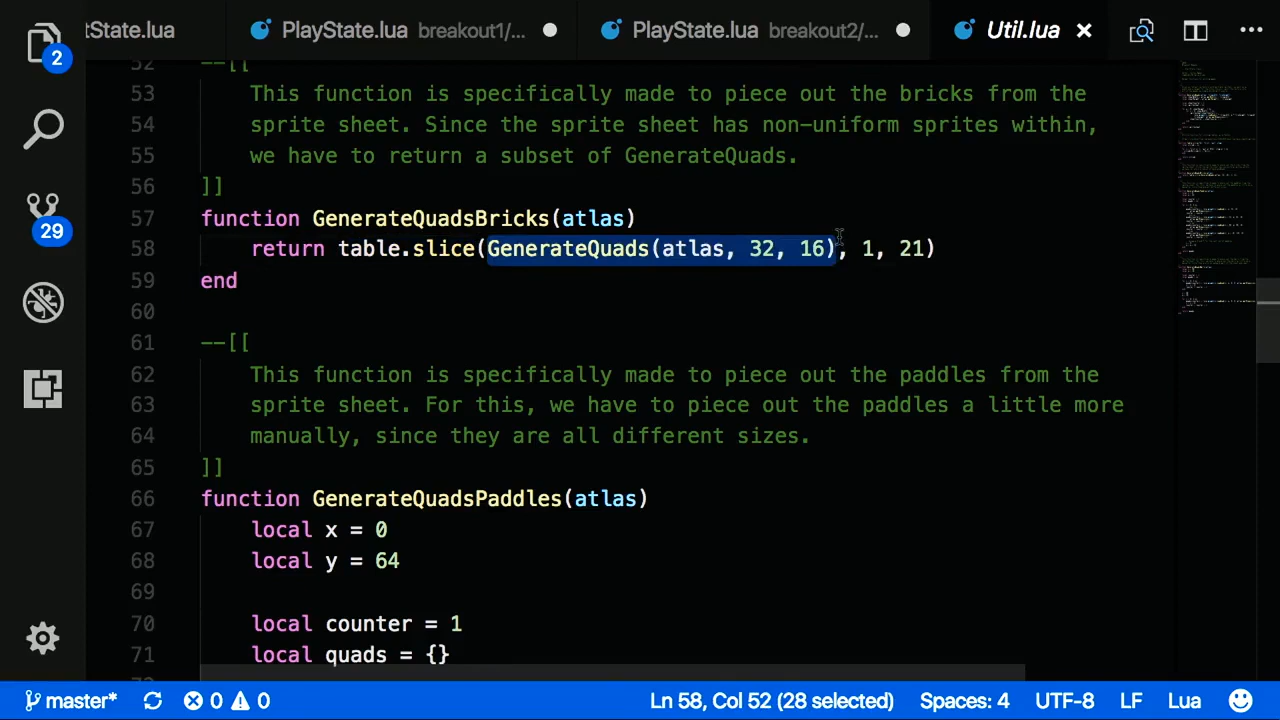 tState.lua
PlayState.lua breakout1/...
PlayState.lua breakout2/...
Util.lua
2
29
52 --[[
53 This function is specifically made to piece out the bricks from the
54 sprite sheet. Since the sprite sheet has non-uniform sprites within,
55 we have to return a subset of GenerateQuads.
56 ]]
57 function GenerateQuadsBricks(atlas)
58 return table.slice(GenerateQuads(atlas, 32, 16), 1, 21)
59 end
60
61 --[[
62 This function is specifically made to piece out the paddles from the
63 sprite sheet. For this, we have to piece out the paddles a little more
64 manually, since they are all different sizes.
65 ]]
66 function GenerateQuadsPaddles(atlas)
67 local x = 0
68 local y = 64
69
70 local counter = 1
71 local quads = {}
master* 0 0 Ln 58, Col 52 (28 selected) Spaces: 4 UTF-8 LF Lua